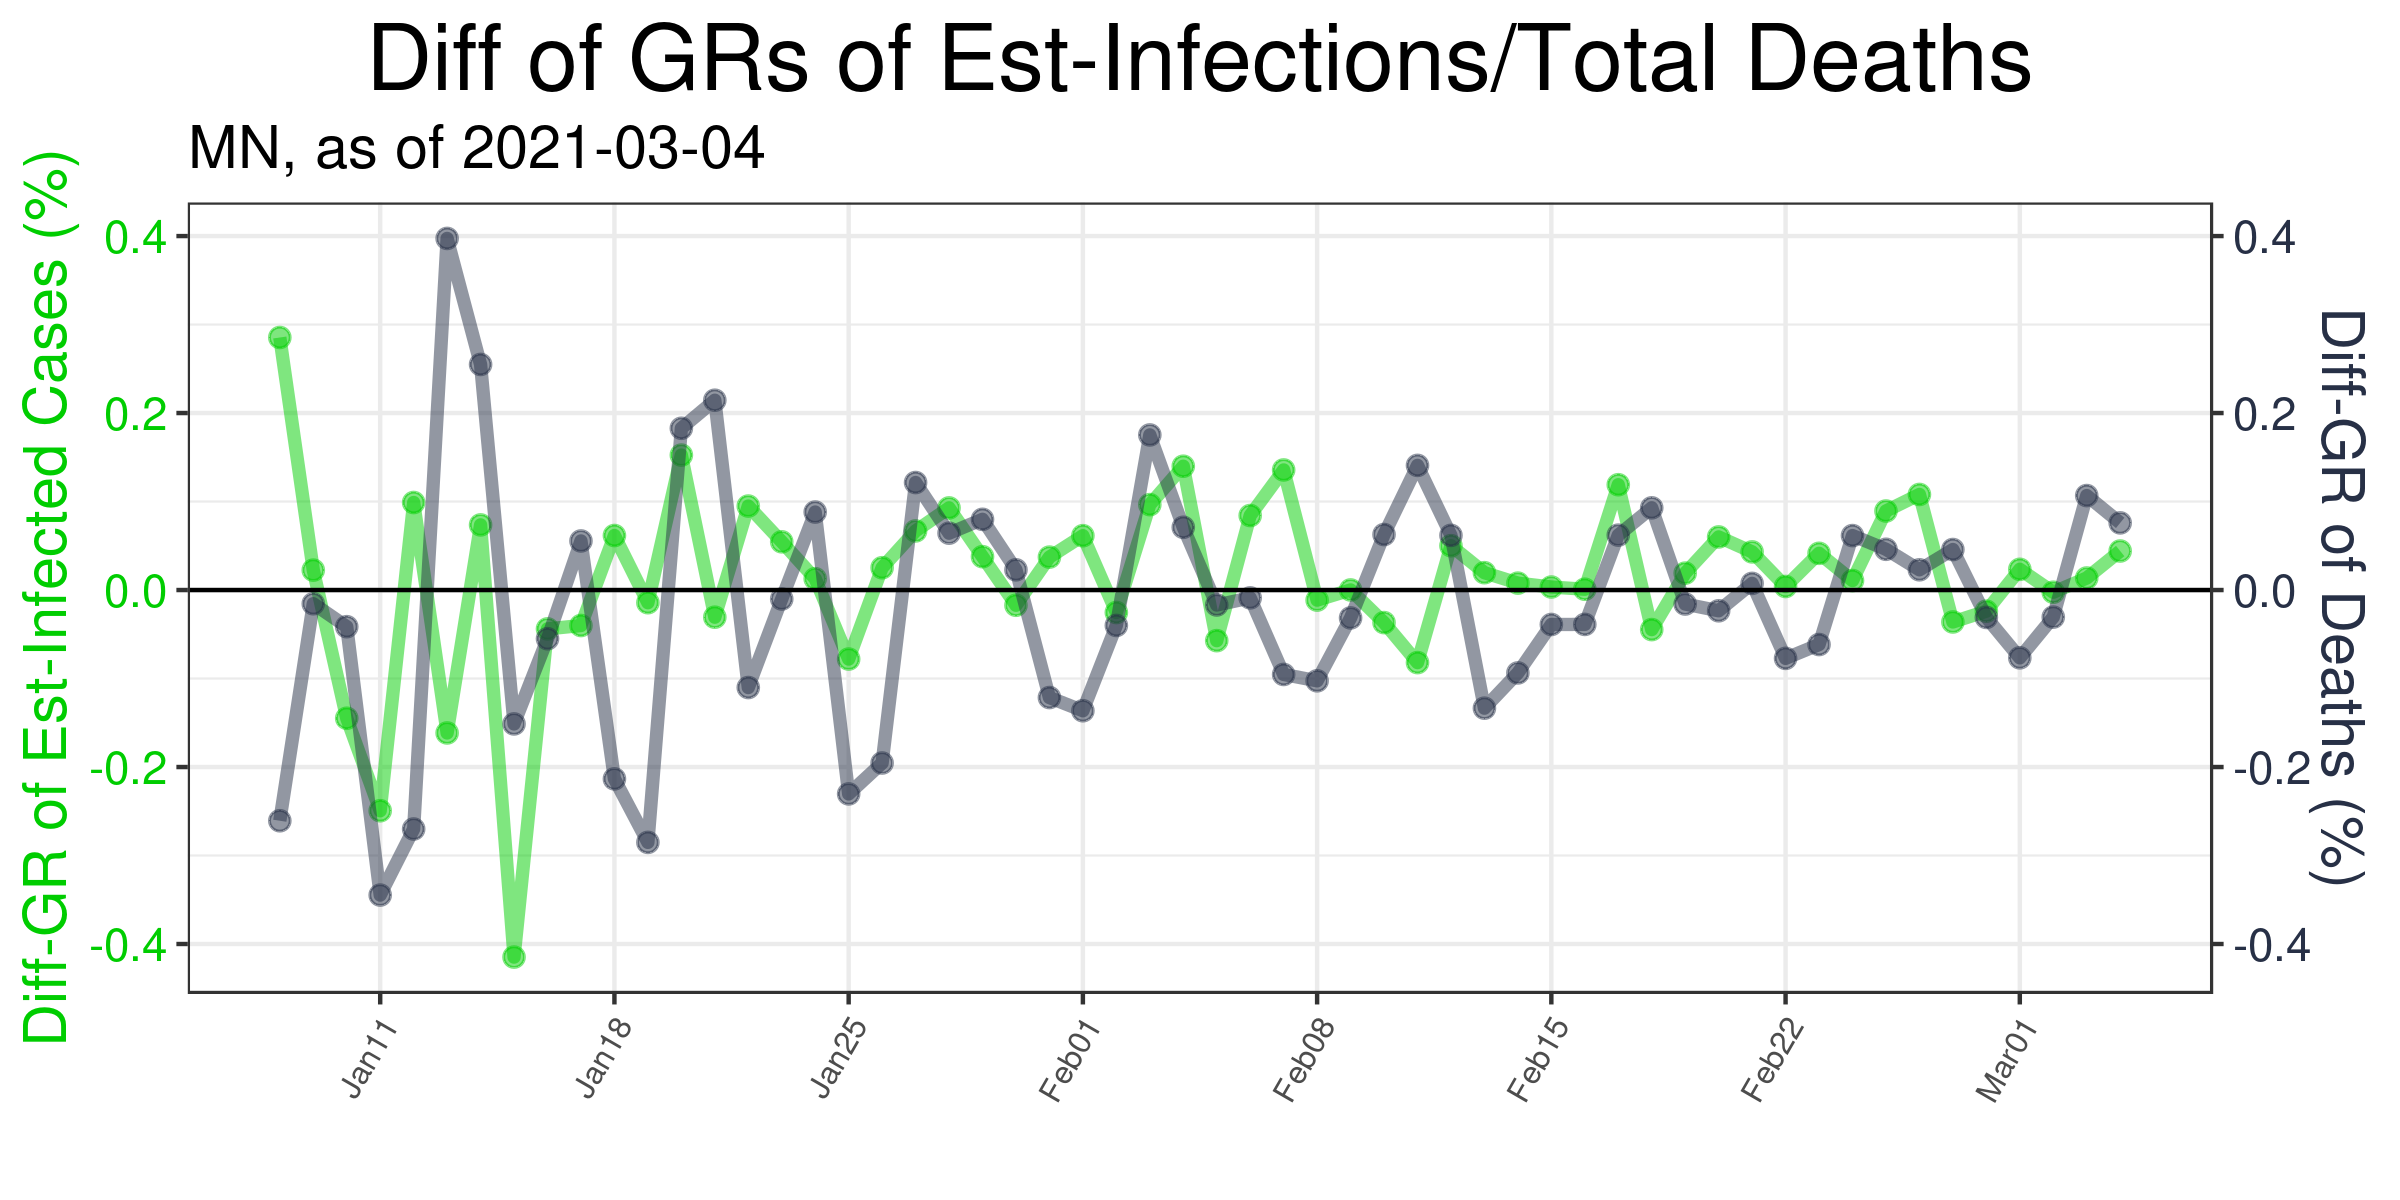 Diff of GRs of Est-Infections/Total Deaths
MN, as of 2021-03-04
Diff-GR of Est-Infected Cases (%)
0.4
0.2
0.0
-0.2
-0.4
0.4
0.2
0.0
-0.2
-0.4
Diff-GR of Deaths (%)
Jan11
Jan18
Jan25
Feb01
Feb08
Feb15
Feb22
Mar01